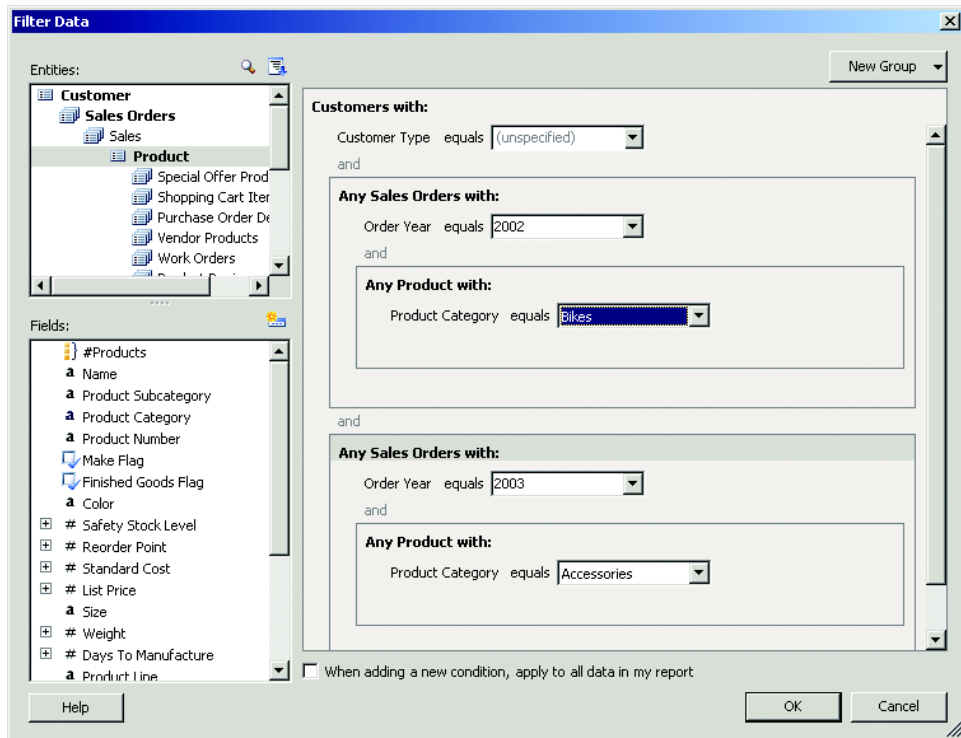 Filter Data
Entities:
New Group
Customer
Sales Orders
Sales
Product
Special Offer Prod
Shopping Cart Iter
Purchase Order De
Vendor Products
Work Orders
Fields:
#Products
a Name
a Product Subcategory
a Product Category
a Product Number
Make Flag
Finished Goods Flag
a Color
# Safety Stock Level
# Reorder Point
# Standard Cost
# List Price
a Size
# Weight
# Days To Manufacture
a Product Line
Customers with:
Customer Type equals (unspecified)
and
Any Sales Orders with:
Order Year equals 2002
and
Any Product with:
Product Category equals Bikes
and
Any Sales Orders with:
Order Year equals 2003
and
Any Product with:
Product Category equals Accessories
When adding a new condition, apply to all data in my report
Help
OK
Cancel